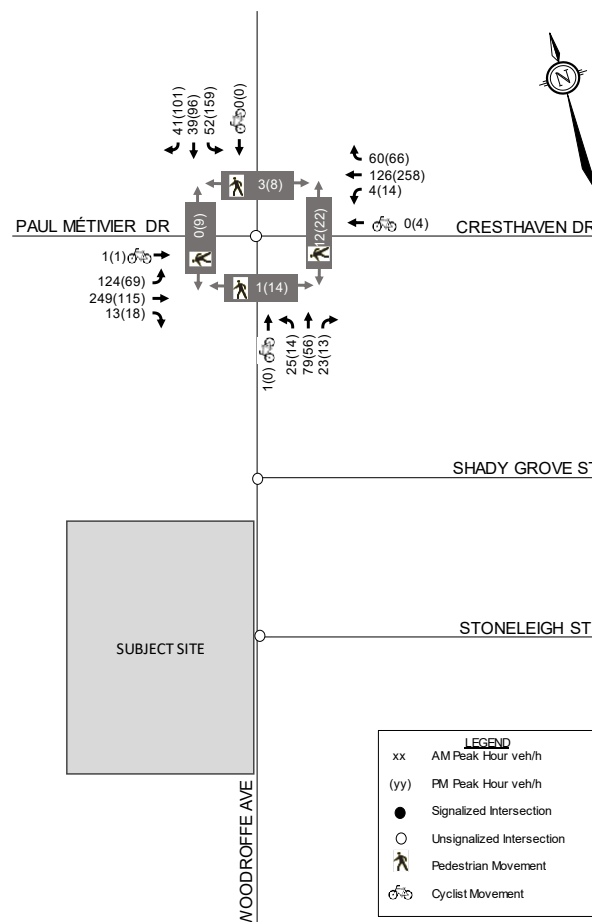 41(101)
39(96)
52(159)
0(0)
N
60(66)
126(258)
4(14)
3(8)
PAUL MÉTIVIER DR
0(9)
12(22)
0(4)
CRESTHAVEN DR
1(1)
124(69)
249(115)
13(18)
1(14)
1(0)
25(14)
79(56)
23(13)
SHADY GROVE ST
SUBJECT SITE
STONELEIGH ST
WOODROFFE AVE
LEGEND
xx AM Peak Hour veh/h
(yy) PM Peak Hour veh/h
Signalized Intersection
Unsignalized Intersection
Pedestrian Movement
Cyclist Movement